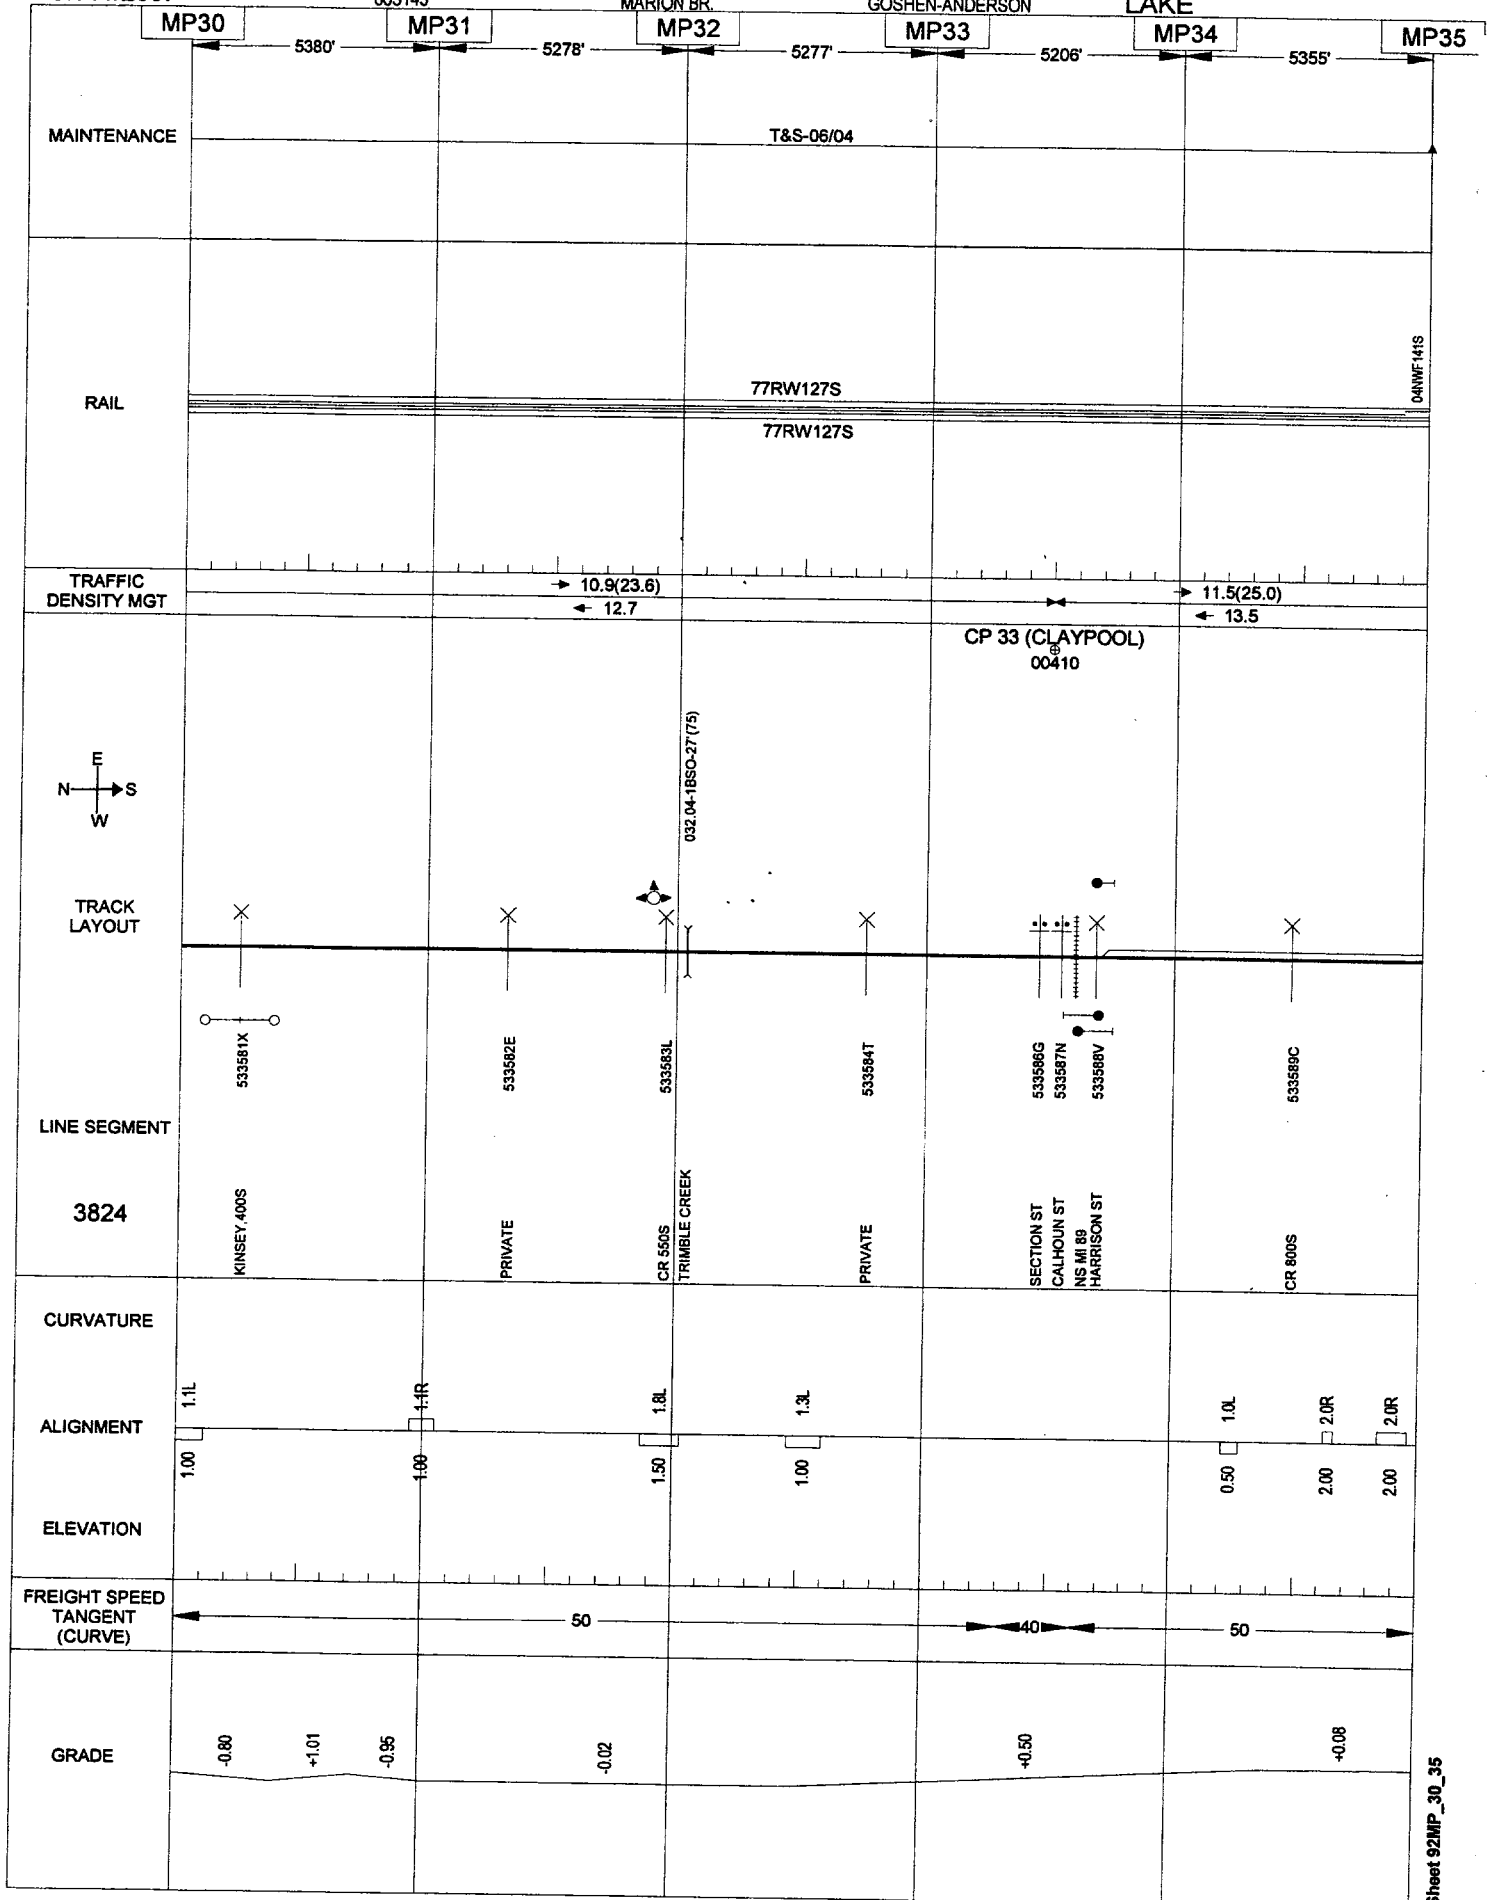 MARION BR.
GOSHEN-ANDERSON
LAKE
MP30
MP31
MP32
MP33
MP34
MP35
5380'
5278'
5277'
5206'
5355'
MAINTENANCE
T&S-06/04
RAIL
77RW127S
77RW127S
04NWF141S
TRAFFIC
DENSITY MGT
10.9(23.6)
12.7
11.5(25.0)
13.5
CP 33 (CLAYPOOL)
00410
032.04-1BSO-27'(75)
E
N
S
W
TRACK
LAYOUT
533581X
533582E
533583L
533584T
533586G
533587N
533588V
533589C
LINE SEGMENT
3824
KINSEY,400S
PRIVATE
CR 550S
TRIMBLE CREEK
PRIVATE
SECTION ST
CALHOUN ST
NS MI 89
HARRISON ST
CR 800S
CURVATURE
1.1L
1.1R
1.8L
1.3L
1.0L
2.0R
2.0R
ALIGNMENT
1.00
1.00
1.50
1.00
0.50
2.00
2.00
ELEVATION
FREIGHT SPEED
TANGENT
(CURVE)
50
40
50
GRADE
-0.80
+1.01
-0.95
-0.02
+0.50
+0.08
Sheet 92MP_30_35